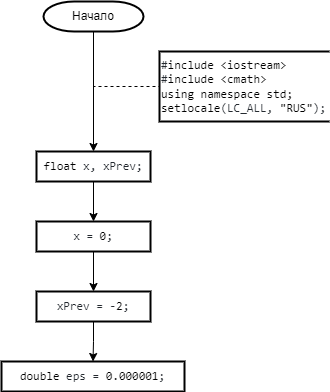 Начало
#include <iostream>
#include <cmath>
using namespace std;
setlocale(LC_ALL, "RUS");
float x, xPrev;
x = 0;
xPrev = -2;
double eps = 0.000001;